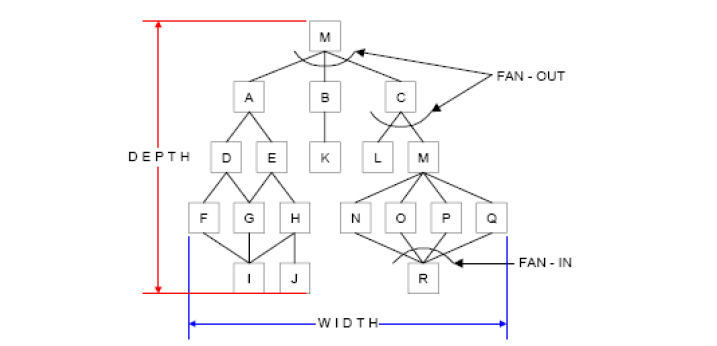 M
FAN - OUT
A B C
DEPTH
D E K L M
F G H N O P Q
I J R
FAN - IN
WIDTH